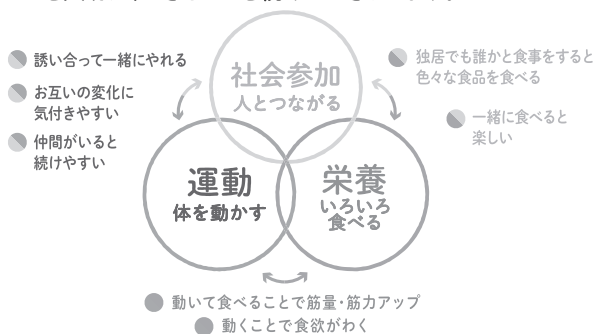 誘い合って一緒にやれる
お互いの変化に
気付きやすい
仲間がいると
続けやすい
社会参加
人とつながる
独居でも誰かと食事をすると
色々な食品を食べる
一緒に食べると
楽しい
運動
体を動かす
栄養
いろいろ
食べる
動いて食べることで筋量・筋力アップ
動くことで食欲がわく